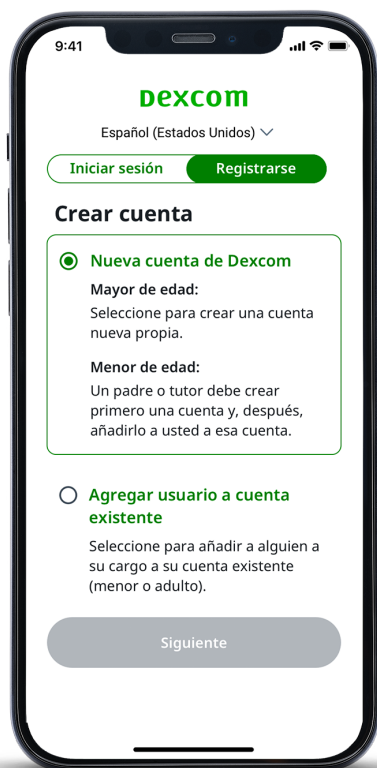 9:41
Dexcom
Español (Estados Unidos)
Iniciar sesión
Registrarse
Crear cuenta
Nueva cuenta de Dexcom
Mayor de edad:
Seleccione para crear una cuenta
nueva propia.
Menor de edad:
Un padre o tutor debe crear
primero una cuenta y, después,
añadirlo a usted a esa cuenta.
Agregar usuario a cuenta
existente
Seleccione para añadir a alguien a
su cargo a su cuenta existente
(menor o adulto).
Siguiente